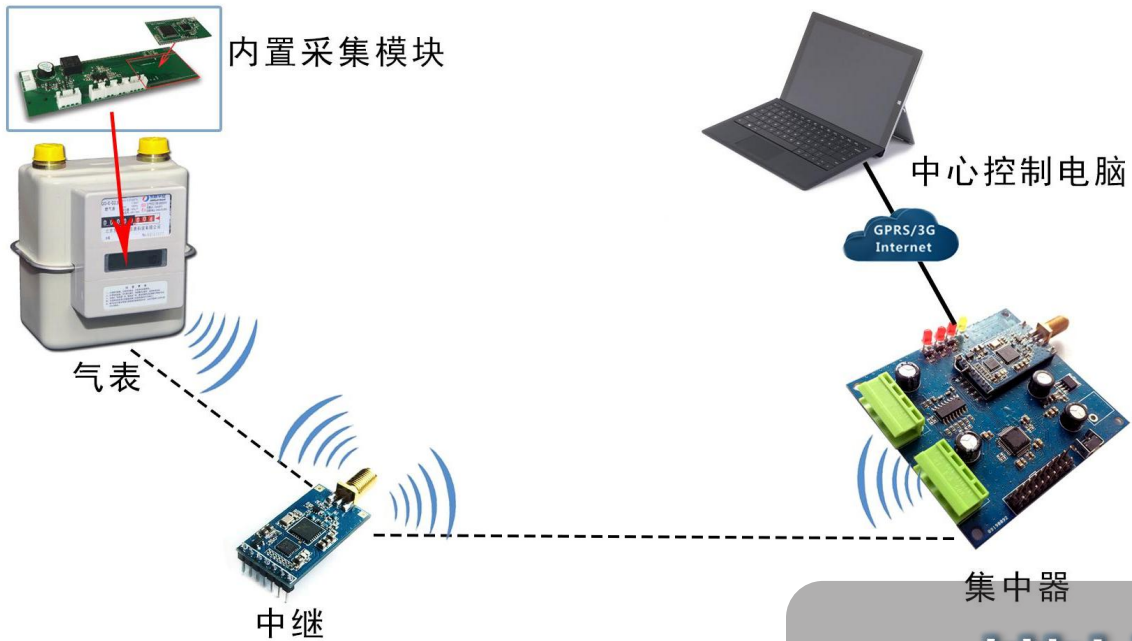 内置采集模块
中心控制电脑
GPRS/3G
Internet
气表
中继
集中器